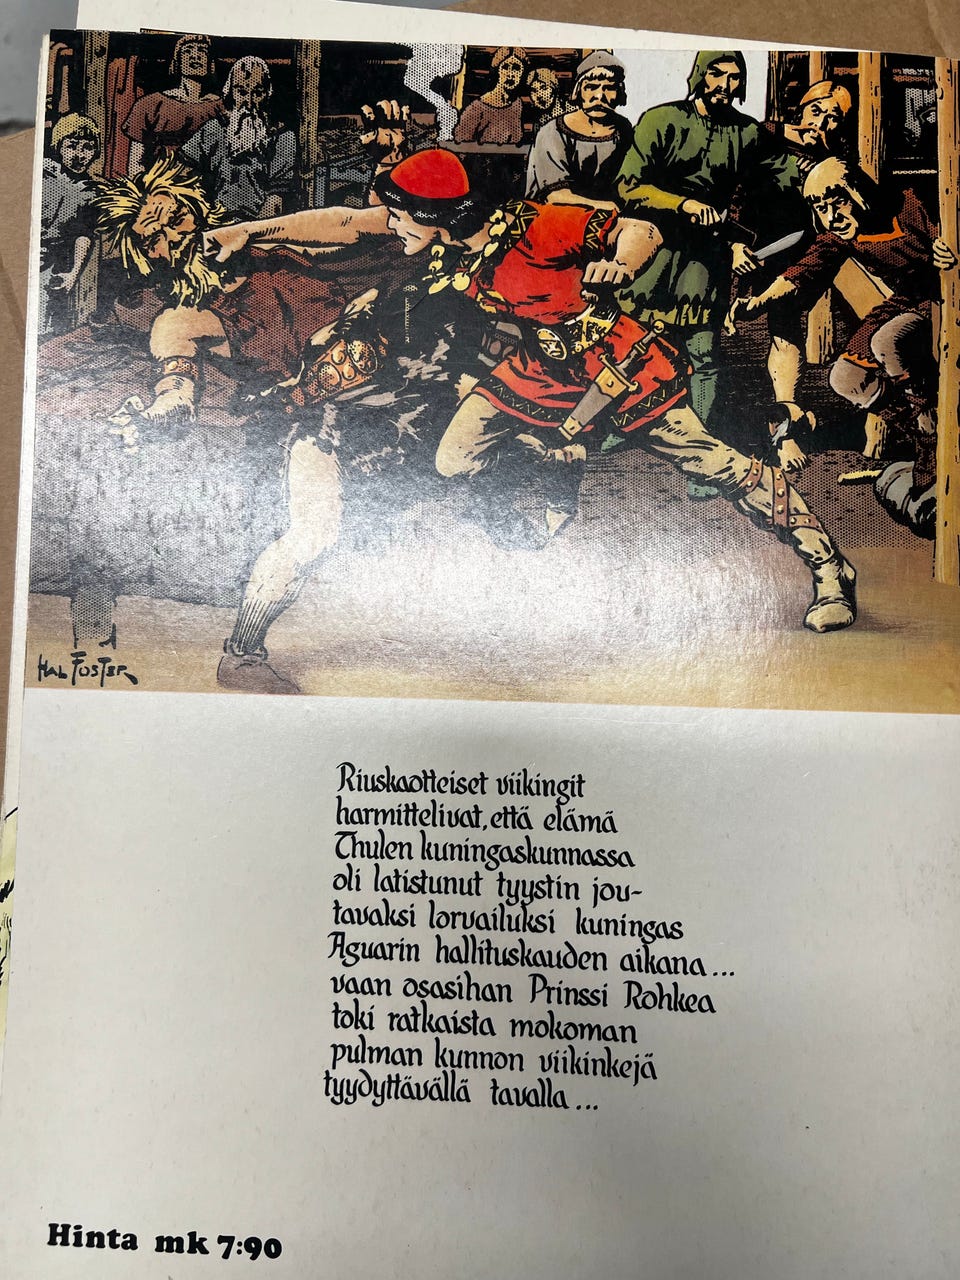 HAL FOSTER
Riuskaotteiset viikingit
harmittelivat, että elämä
Thulen kuningaskunnassa
oli latistunut tyystin jou-
tavaksi lorvailuksi kuningas
Aguarin hallituskauden aikana...
vaan osasihan Prinssi Rohkea
toki ratkaista mokoman
pulman kunnon viikinkejä
tyydyttävällä tavalla...
Hinta mk 7:90